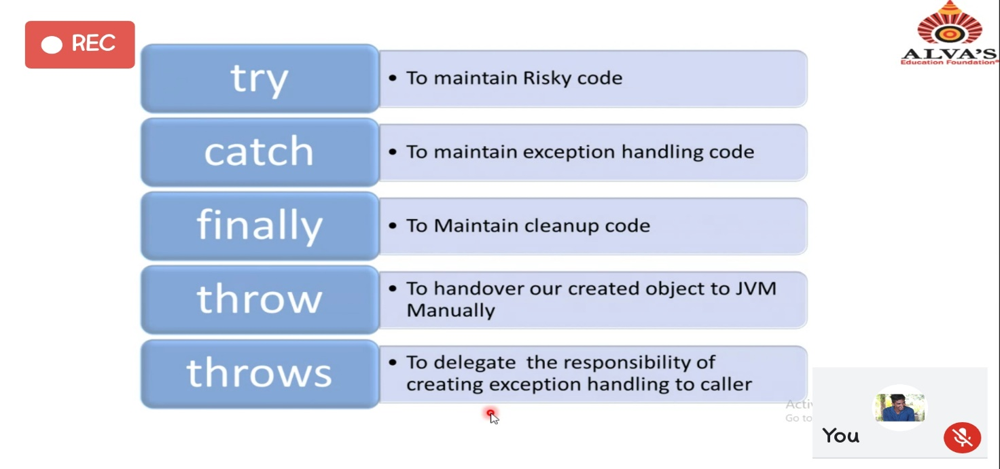 REC
ALVA'S
Education Foundation®
try
• To maintain Risky code
catch
• To maintain exception handling code
finally
• To Maintain cleanup code
throw
• To handover our created object to JVM
Manually
throws
• To delegate the responsibility of
creating exception handling to caller
Go to
You